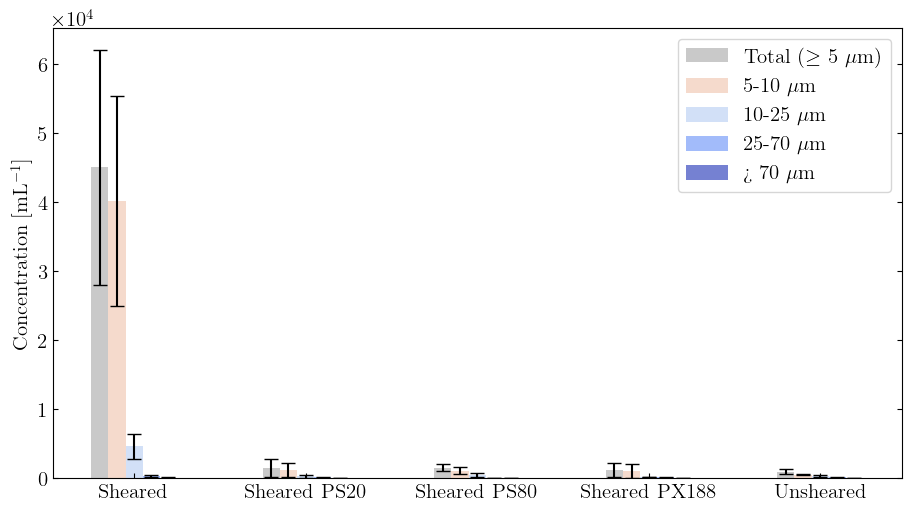 ×10⁴
6
5
4
3
2
1
0
Concentration [mL⁻¹]
Total (≥ 5 μm)
5-10 μm
10-25 μm
25-70 μm
¿ 70 μm
Sheared
Sheared PS20
Sheared PS80
Sheared PX188
Unsheared